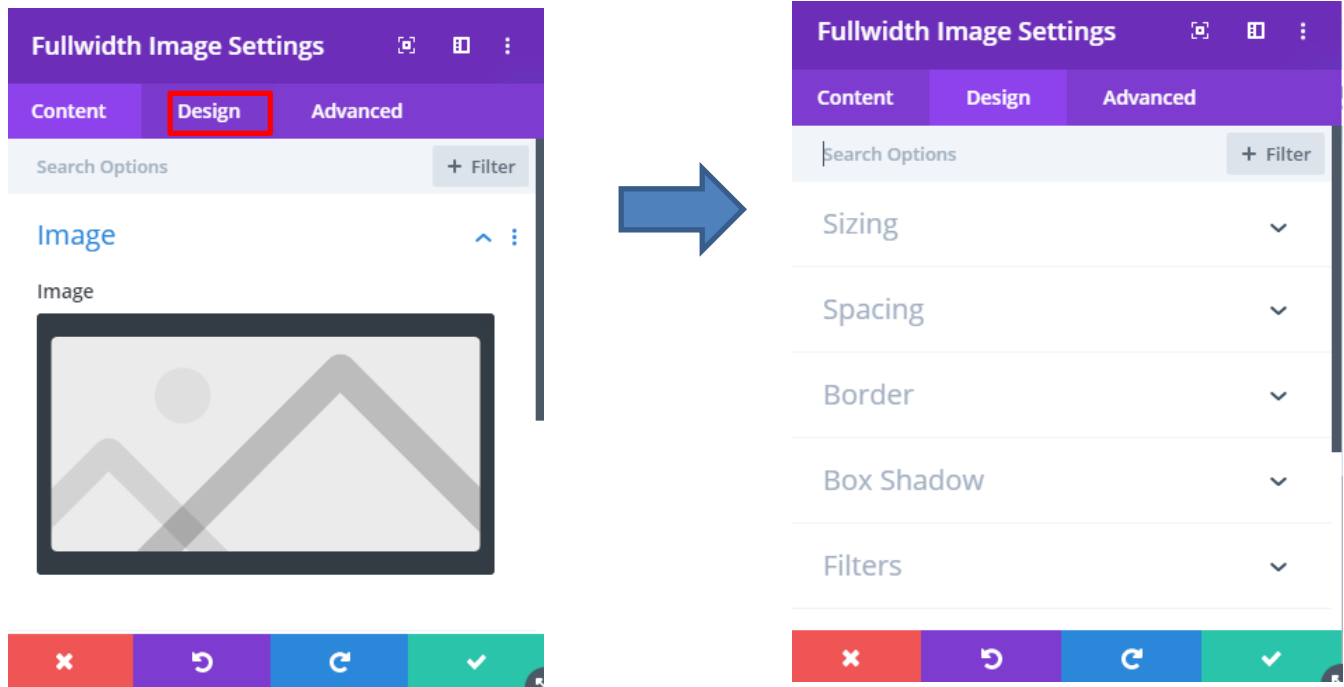 Fullwidth Image Settings
Content Design Advanced
Search Options + Filter
Image
Image
Fullwidth Image Settings
Content Design Advanced
Search Options + Filter
Sizing
Spacing
Border
Box Shadow
Filters